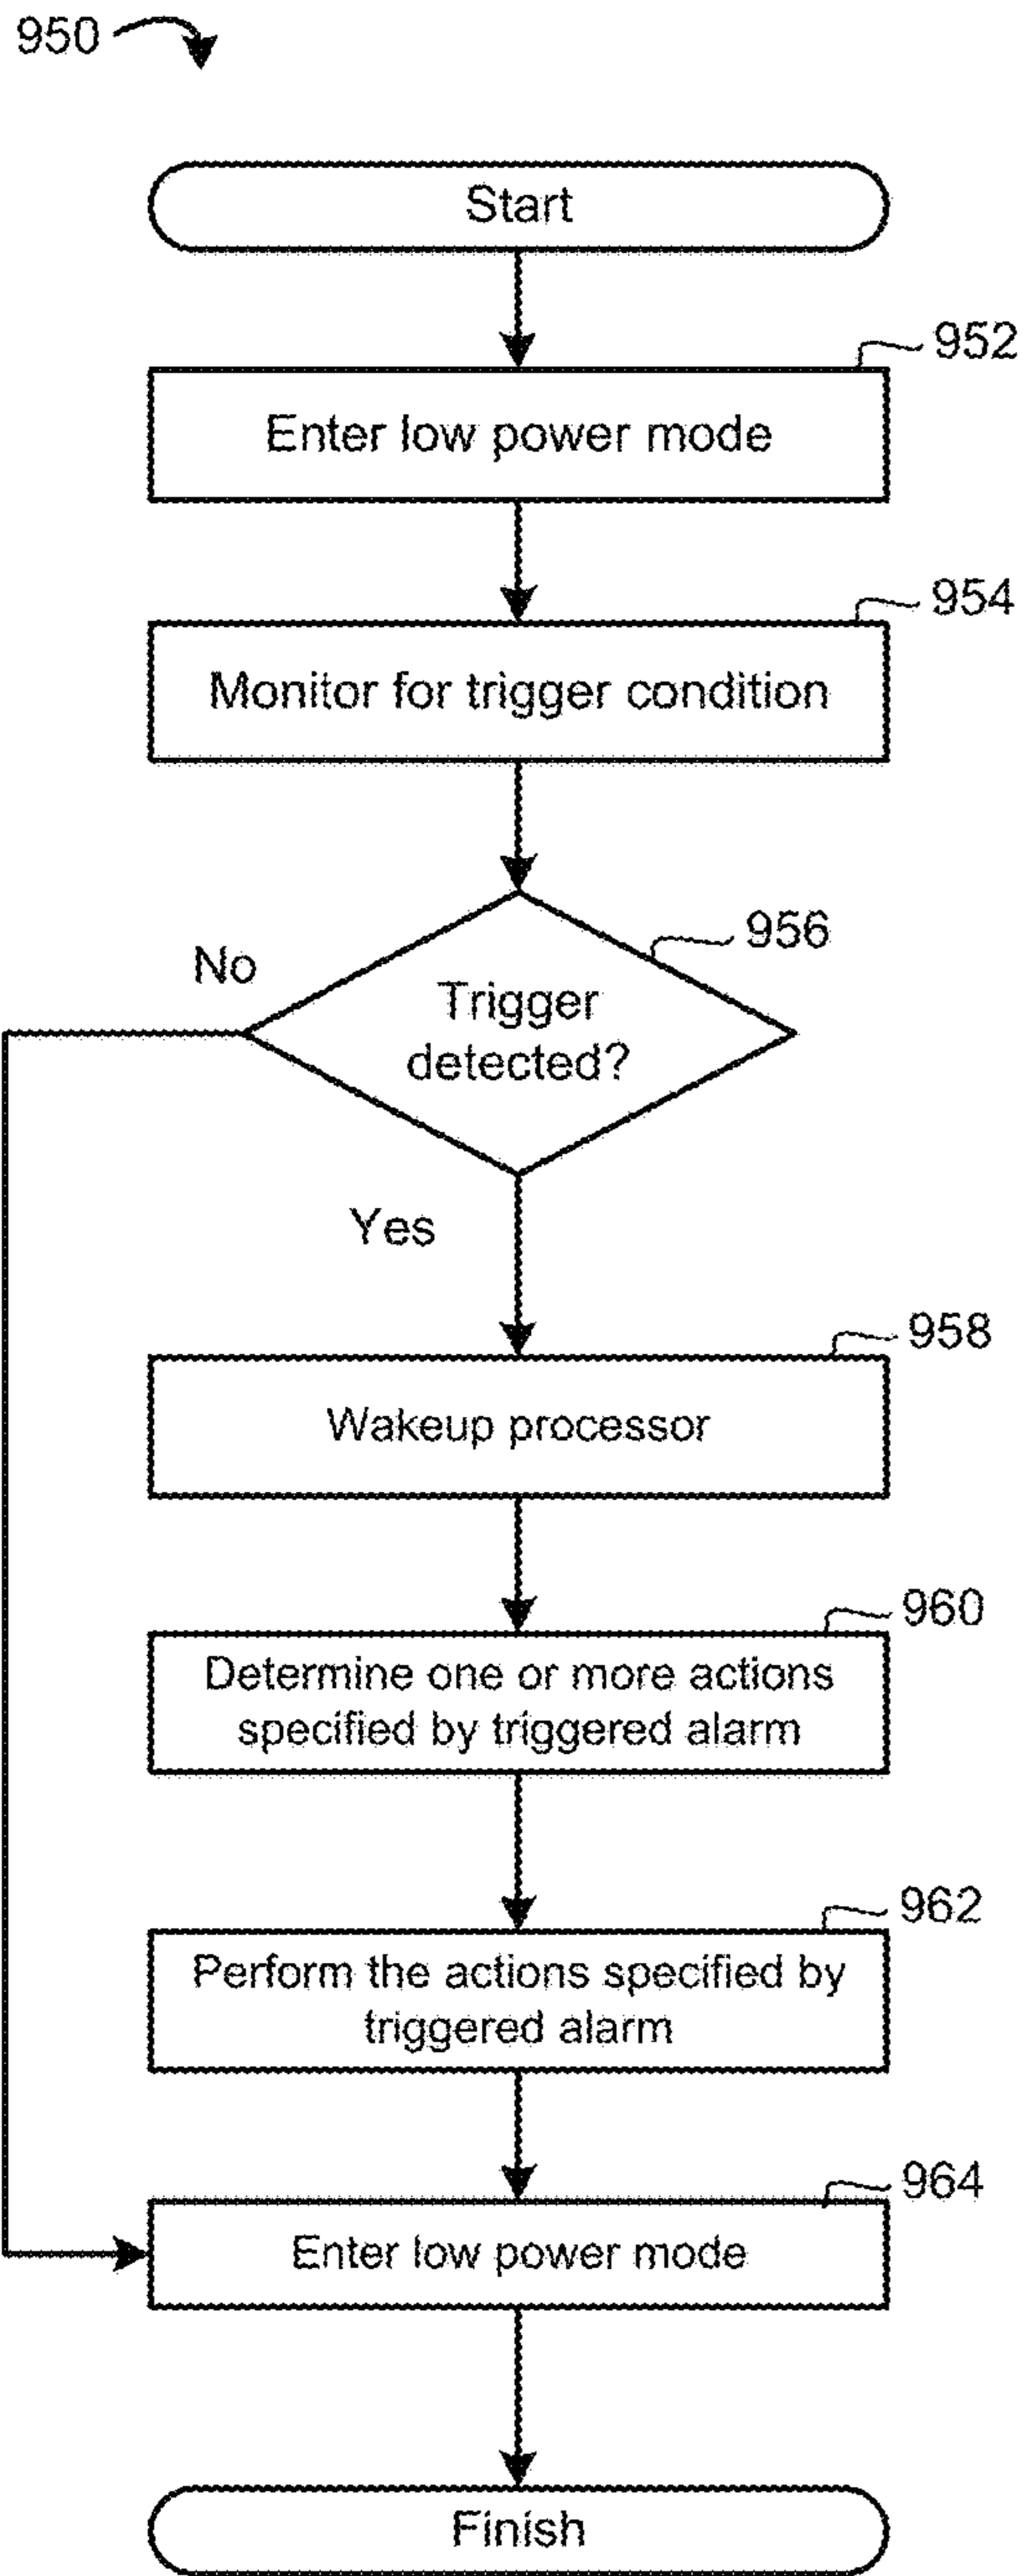 950
Start
952
Enter low power mode
954
Monitor for trigger condition
956
No
Trigger
detected?
Yes
958
Wakeup processor
960
Determine one or more actions
specified by triggered alarm
962
Perform the actions specified by
triggered alarm
964
Enter low power mode
Finish